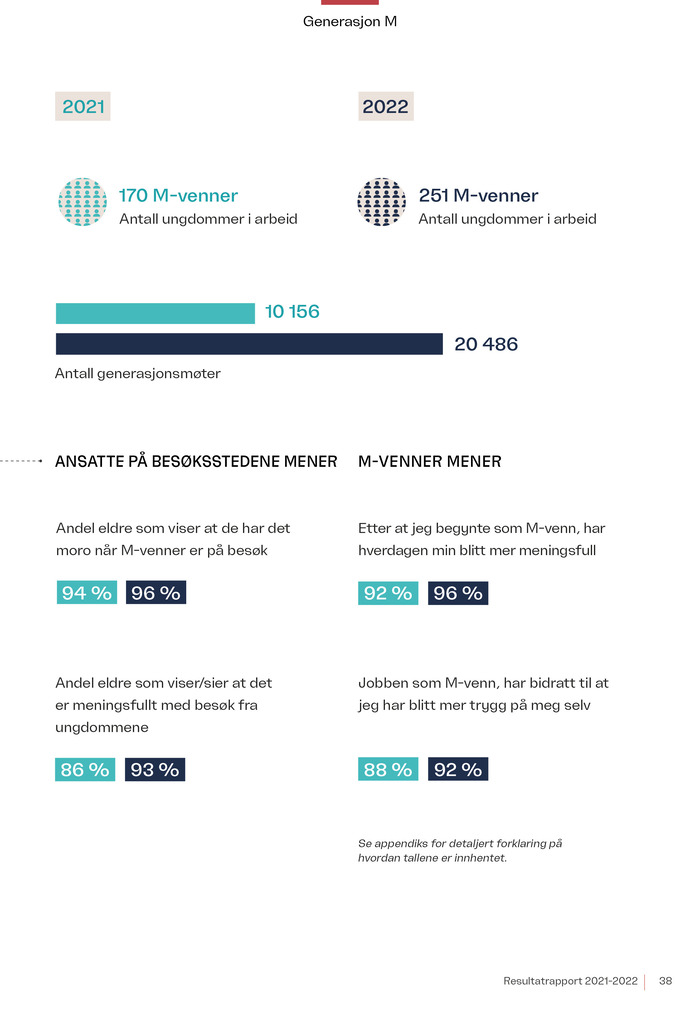 Generasjon M
2021
2022
170 M-venner
Antall ungdommer i arbeid
251 M-venner
Antall ungdommer i arbeid
10 156
20 486
Antall generasjonsmøter
ANSATTE PÅ BESØKSSTEDENE MENER
Andel eldre som viser at de har det
moro når M-venner er på besøk
94 % 96 %
Andel eldre som viser/sier at det
er meningsfullt med besøk fra
ungdommene
86 % 93 %
M-VENNER MENER
Etter at jeg begynte som M-venn, har
hverdagen min blitt mer meningsfull
92 % 96 %
Jobben som M-venn, har bidratt til at
jeg har blitt mer trygg på meg selv
88 % 92 %
Se appendiks for detaljert forklaring på
hvordan tallene er innhentet.
Resultatrapport 2021-2022 38